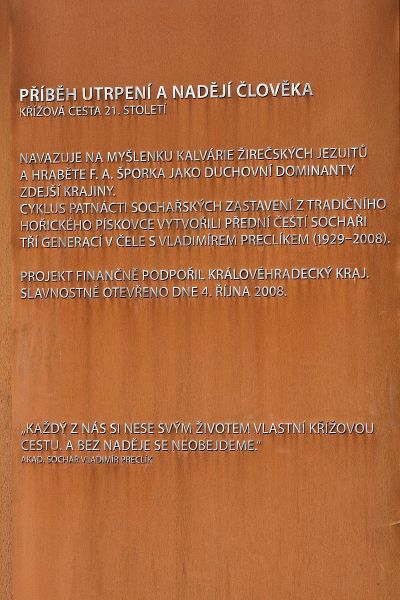 PŘÍBĚH UTRPENÍ A NADĚJÍ ČLOVĚKA
KŘÍŽOVÁ CESTA 21. STOLETÍ
NAVAZUJE NA MYŠLENKU KALVÁRIE ŽIREČSKÝCH JEZUITŮ
A HRABĚTE F. A. ŠPORKA JAKO DUCHOVNÍ DOMINANTY
ZDEJŠÍ KRAJINY.
CYKLUS PATNÁCTI SOCHAŘSKÝCH ZASTAVENÍ Z TRADIČNÍHO
HOŘICKÉHO PÍSKOVCE VYTVOŘILI PŘEDNÍ ČEŠTÍ SOCHAŘI
TŘÍ GENERACÍ V ČELE S VLADIMÍREM PRECLÍKEM (1929–2008).
PROJEKT FINANČNĚ PODPOŘIL KRÁLOVÉHRADECKÝ KRAJ.
SLAVNOSTNĚ OTEVŘENO DNE 4. ŘÍJNA 2008.
„KAŽDÝ Z NÁS SI NESE SVÝM ŽIVOTEM VLASTNÍ KŘÍŽOVOU
CESTU. A BEZ NADĚJE SE NEOBEJDEME.“
AKAD. SOCHAŘ VLADIMÍR PRECLÍK